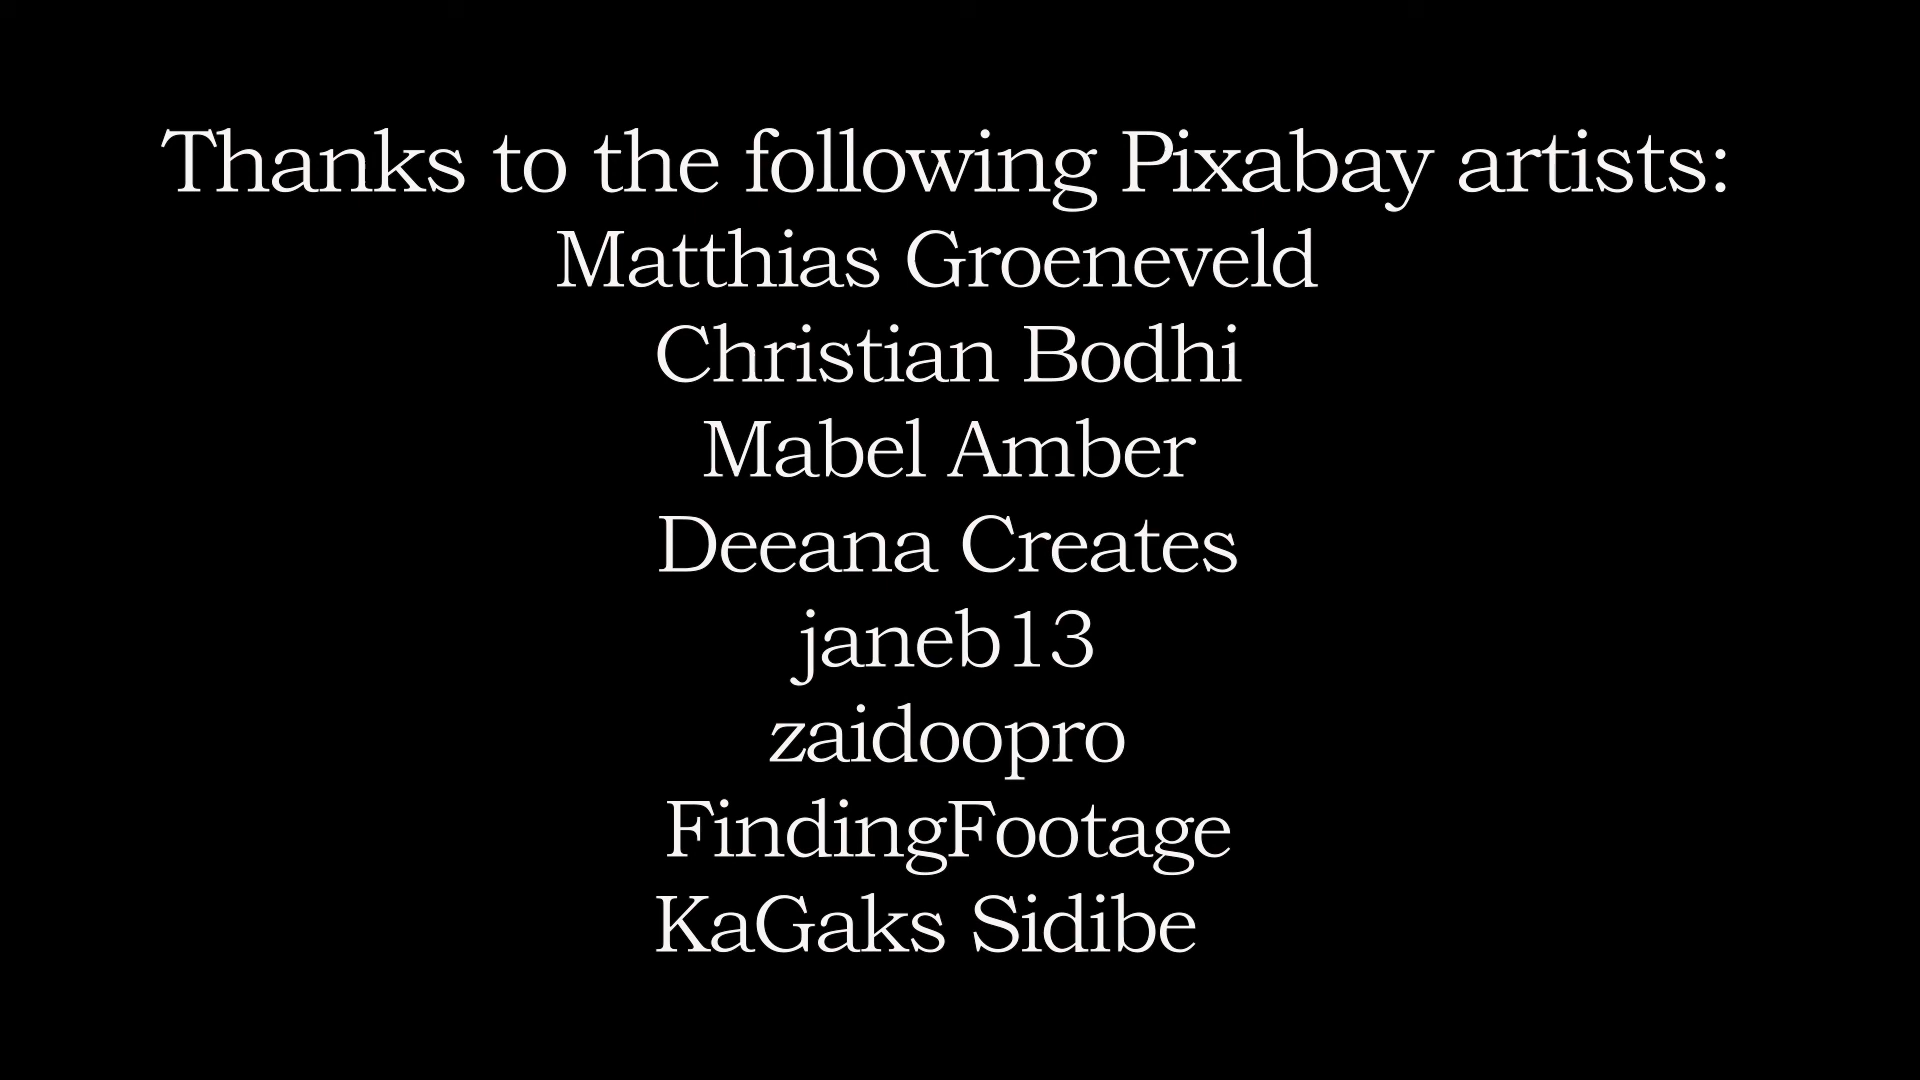 Thanks to the following Pixabay artists:
Matthias Groeneveld
Christian Bodhi
Mabel Amber
Deeana Creates
janeb13
zaidoopro
FindingFootage
KaGaks Sidibe